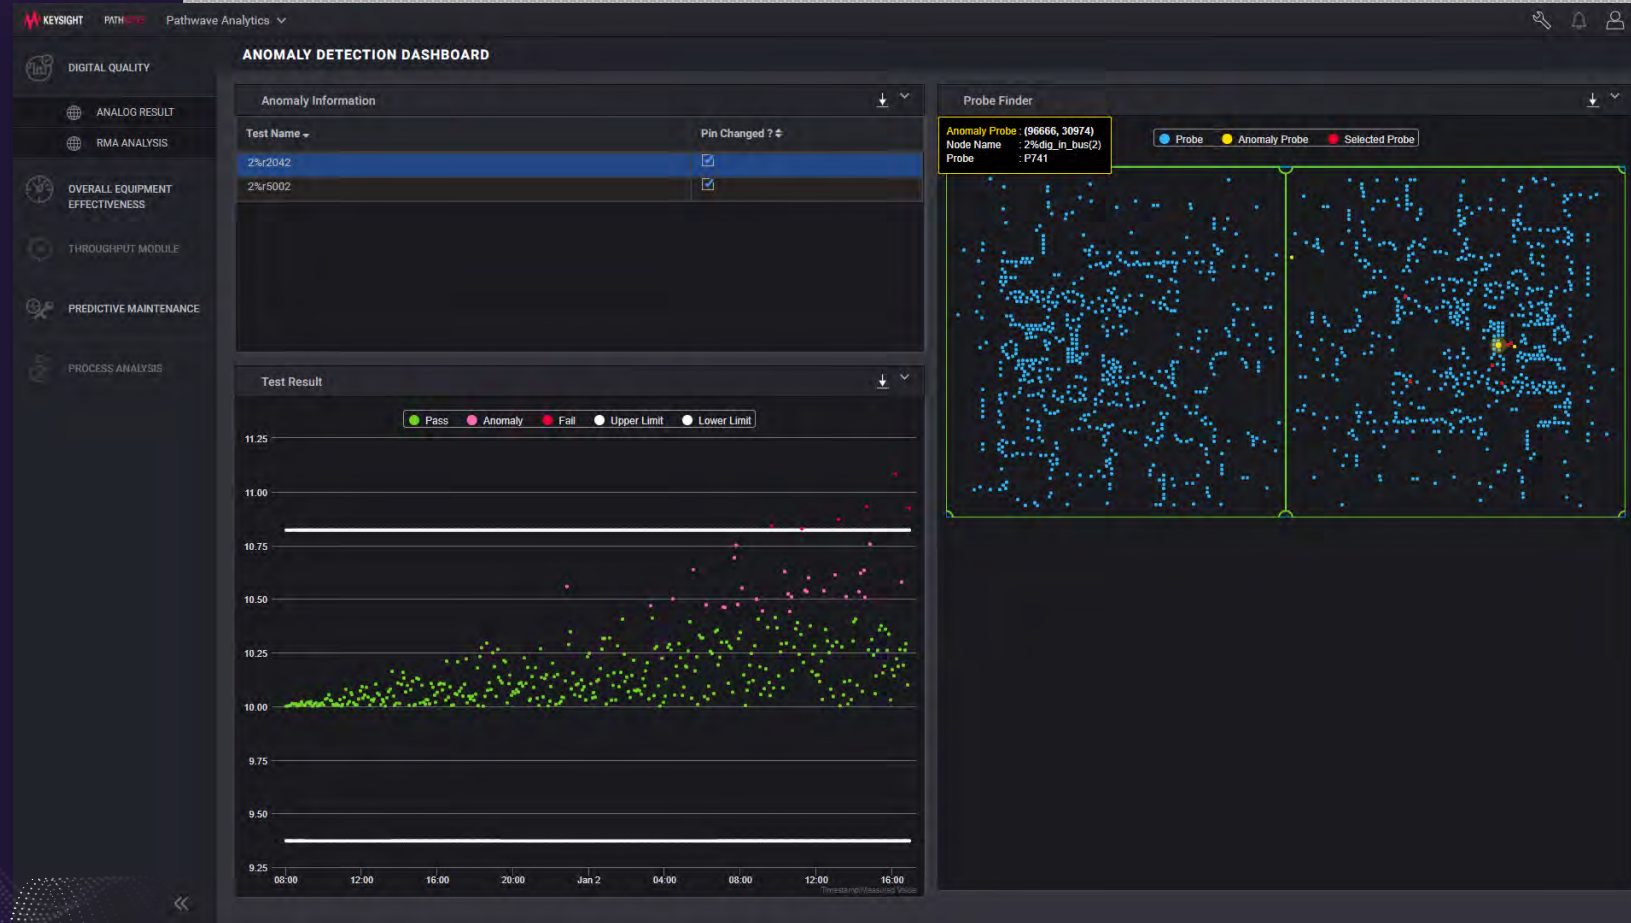 KEYSIGHT PATHWAVE Pathwave Analytics
ANOMALY DETECTION DASHBOARD
DIGITAL QUALITY
ANALOG RESULT
RMA ANALYSIS
OVERALL EQUIPMENT
EFFECTIVENESS
THROUGHPUT MODULE
PREDICTIVE MAINTENANCE
PROCESS ANALYSIS
Anomaly Information
Test Name Pin Changed ?
2%r2042
2%r5002
Test Result
Pass Anomaly Fail Upper Limit Lower Limit
11.25
11.00
10.75
10.50
10.25
10.00
9.75
9.50
9.25
08:00 12:00 16:00 20:00 Jan 2 04:00 08:00 12:00 16:00
Timestamp/Measured Value
Probe Finder
Anomaly Probe : (96666, 30974)
Node Name : 2%dig_in_bus(2)
Probe : P741
Probe Anomaly Probe Selected Probe